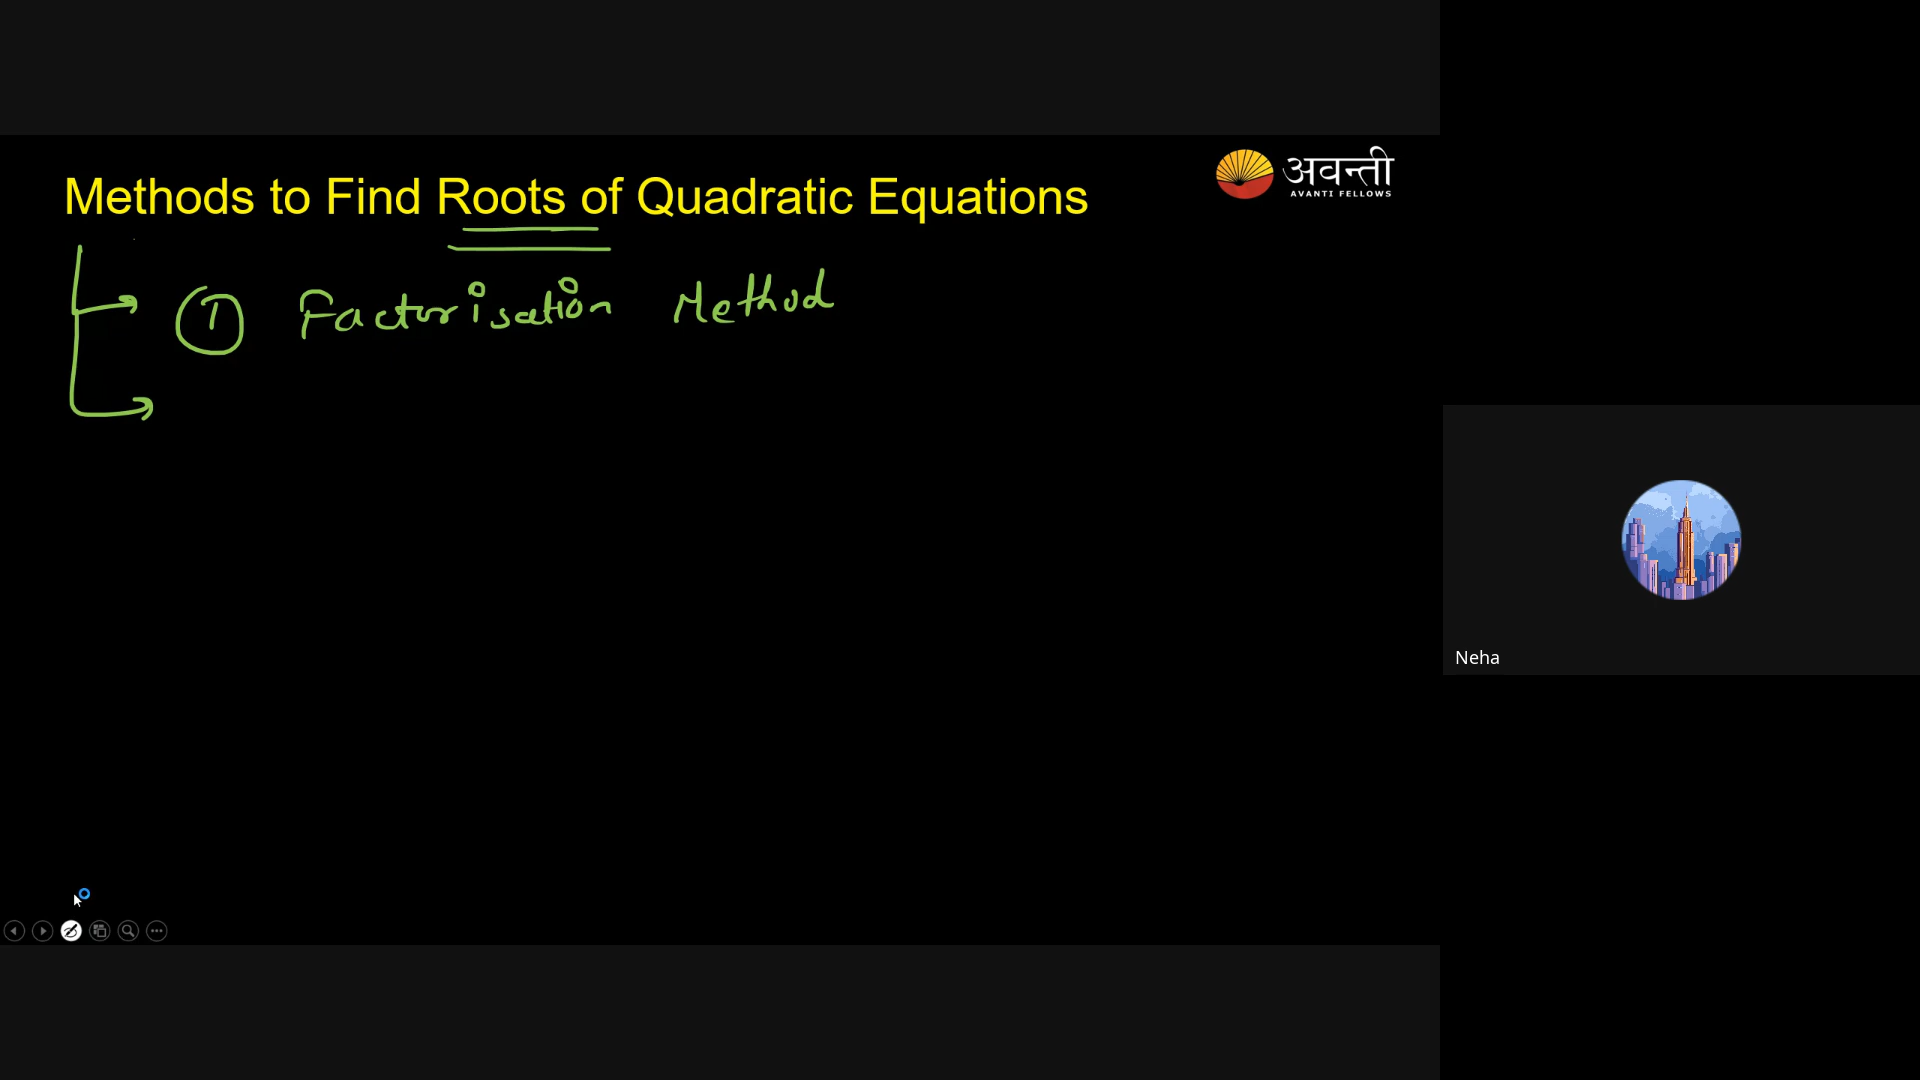 Methods to Find Roots of Quadratic Equations
अवन्ती
AVANTI FELLOWS
① Factorisation Method
Neha